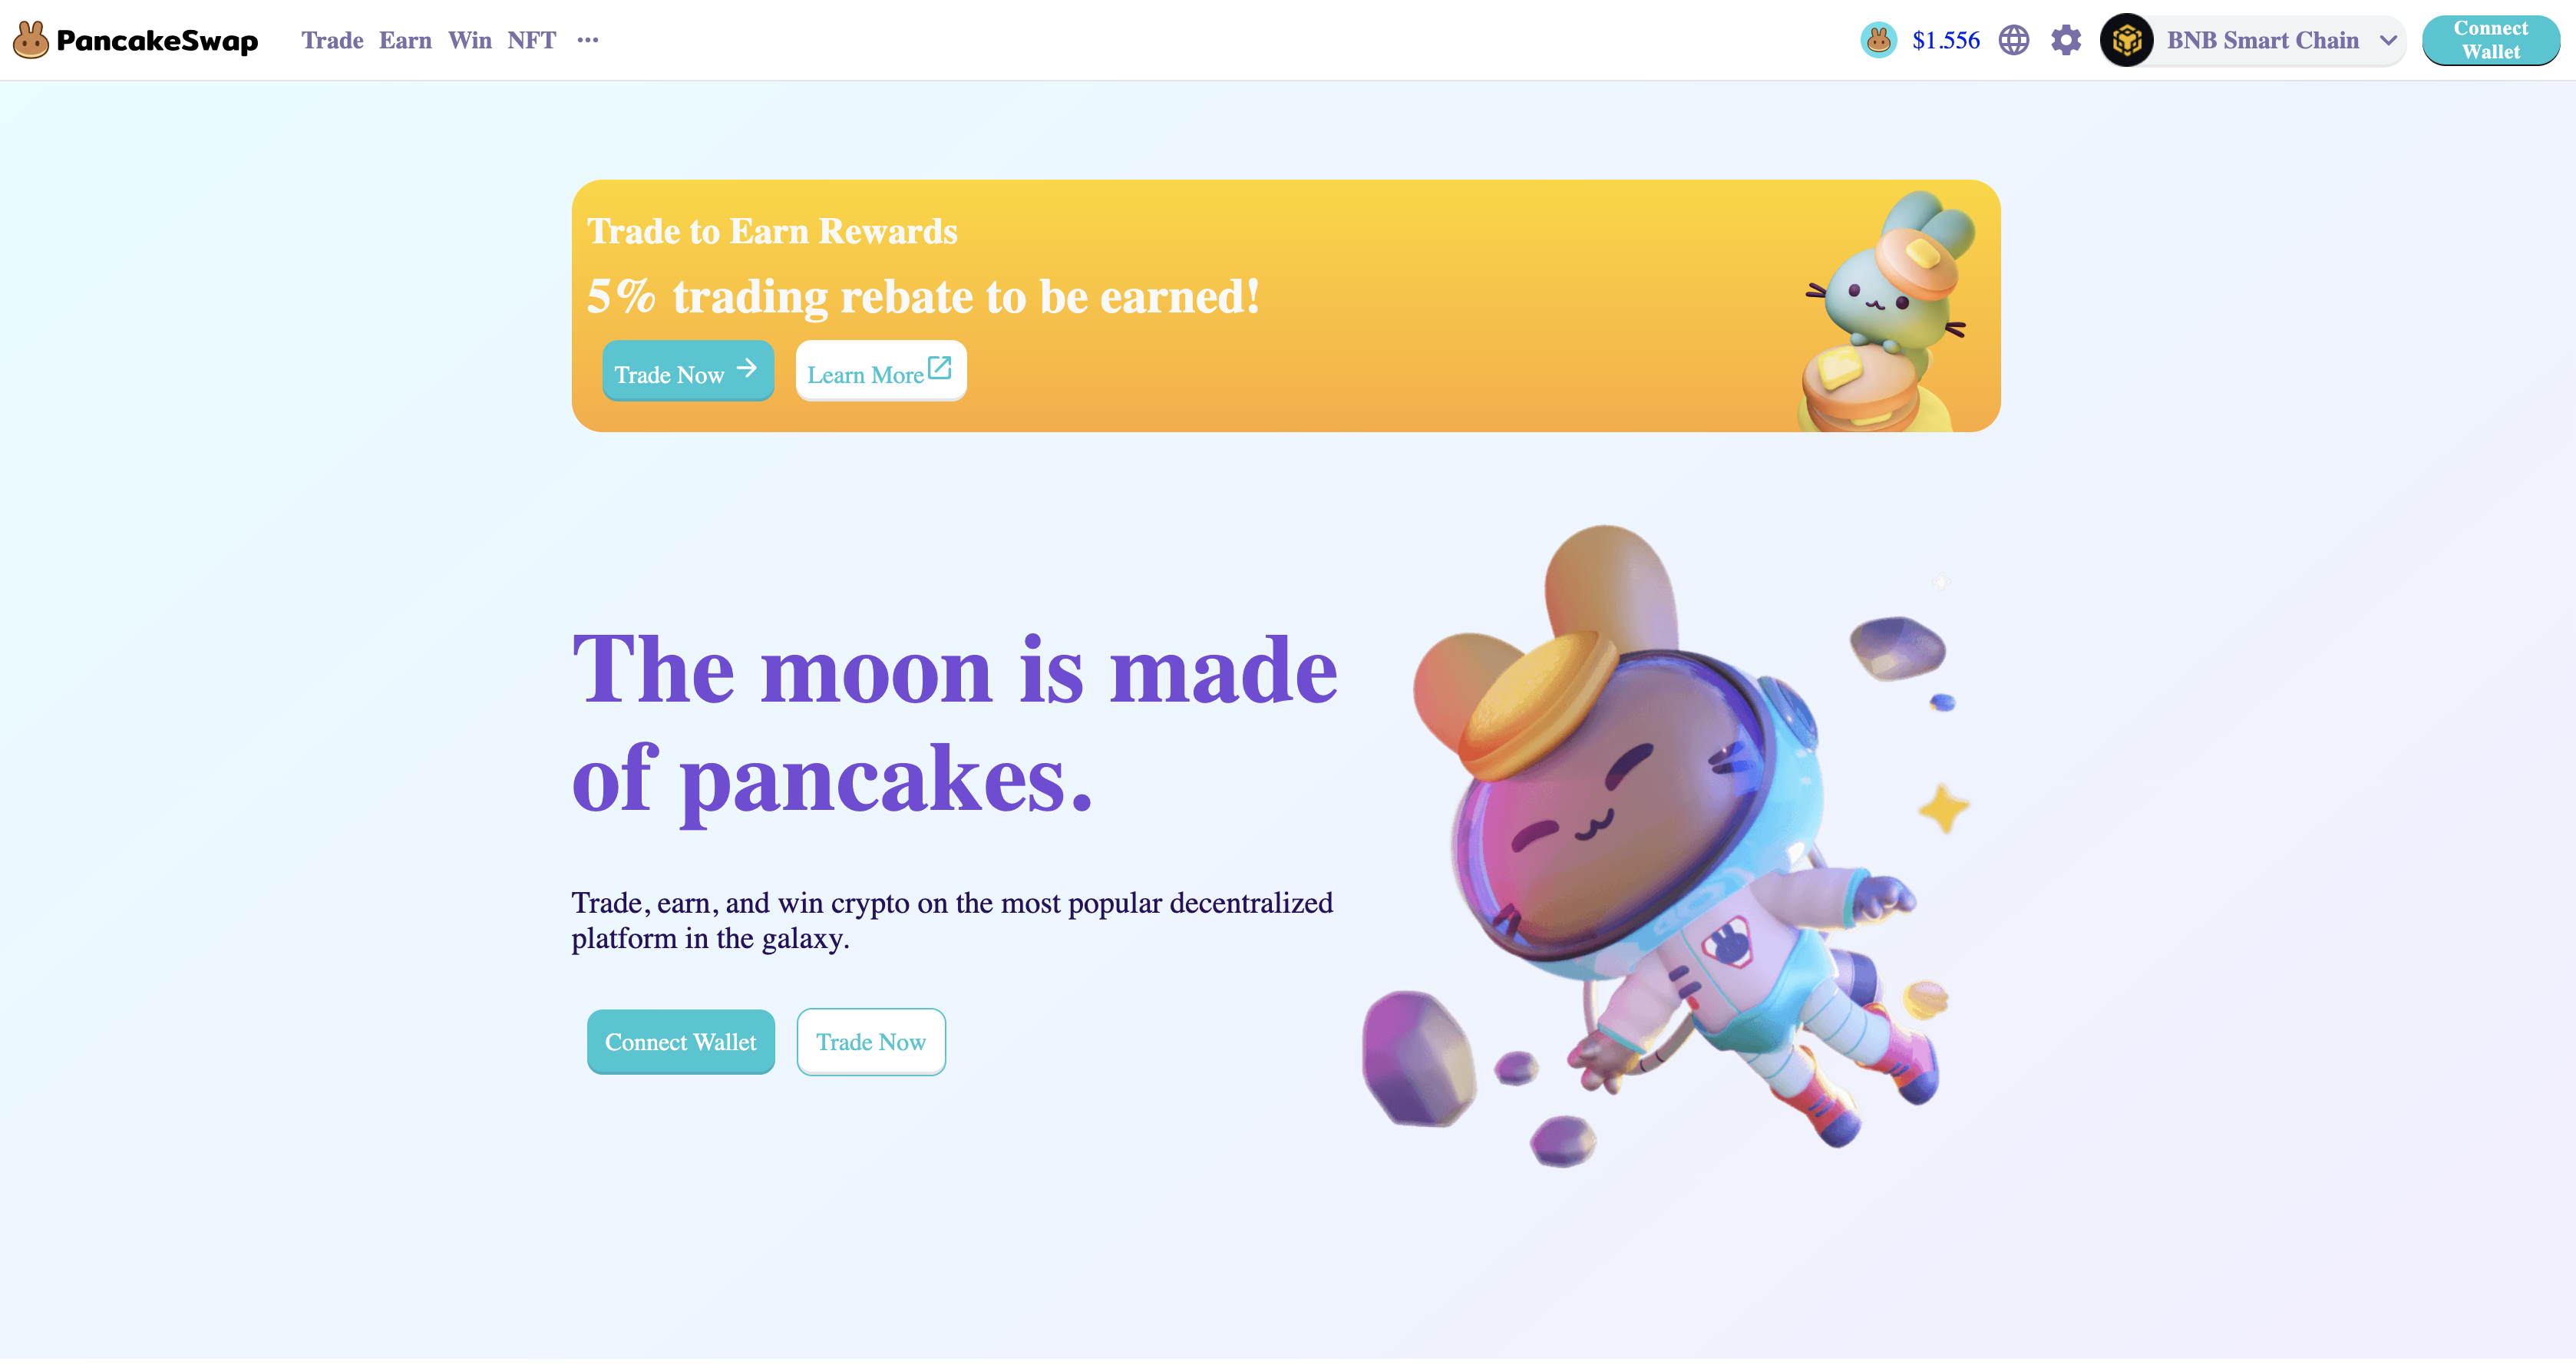 PancakeSwap Trade Earn Win NFT ... $1.556 BNB Smart Chain Connect
Wallet
Trade to Earn Rewards
5% trading rebate to be earned!
Trade Now Learn More
The moon is made
of pancakes.
Trade, earn, and win crypto on the most popular decentralized
platform in the galaxy.
Connect Wallet Trade Now